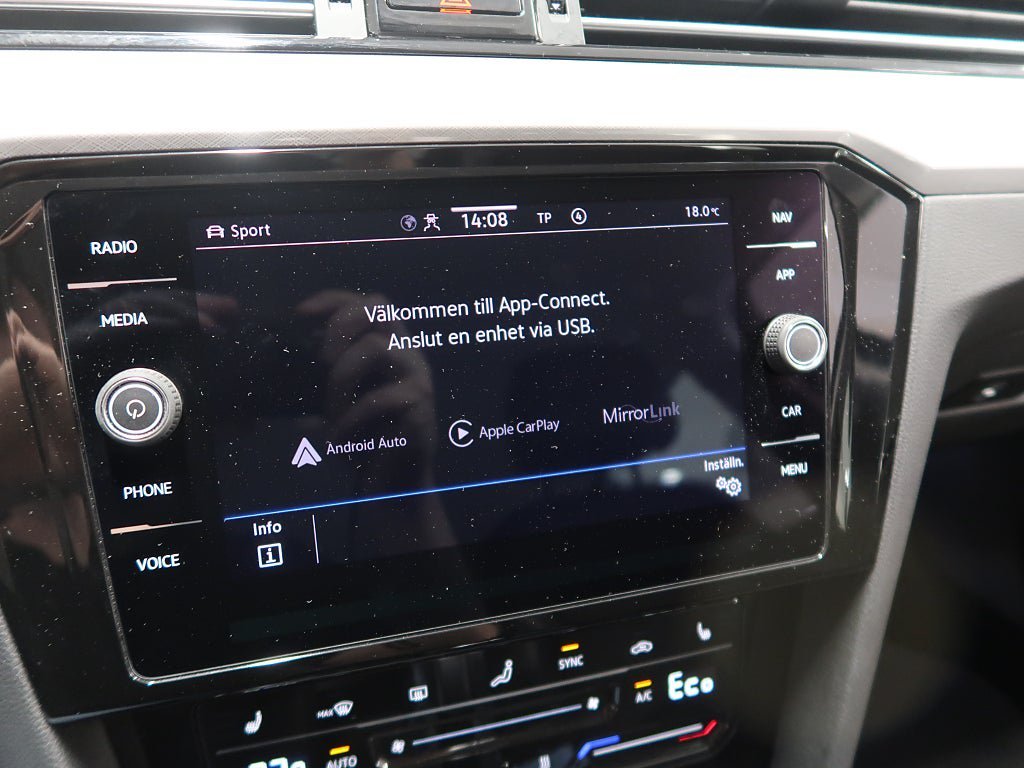 RADIO
MEDIA
PHONE
VOICE
Sport
14:08
TP
4
18.0°C
Välkommen till App-Connect.
Anslut en enhet via USB.
Android Auto
Apple CarPlay
MirrorLink
Inställn.
Info
i
NAV
APP
CAR
MENU
MAX
SYNC
A/C
Eco
AUTO